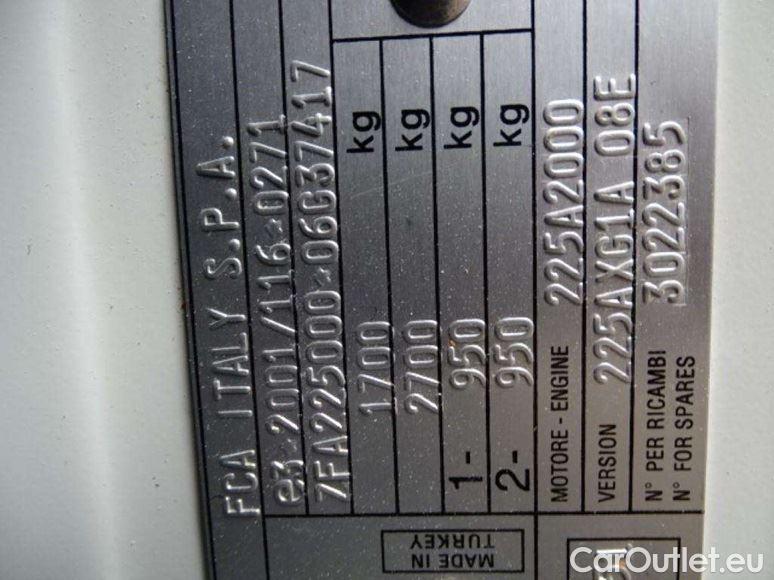 FCA ITALY S.P.A.
e3*2001/116*0271
ZFA225000*06G37417
1700 kg
2700 kg
1- 950 kg
2- 950 kg
MOTORE - ENGINE 225A2000
VERSION 225AXG1A 08E
N° PER RICAMBI
N° FOR SPARES 3022385
MADE IN
TURKEY
CarOutlet.eu